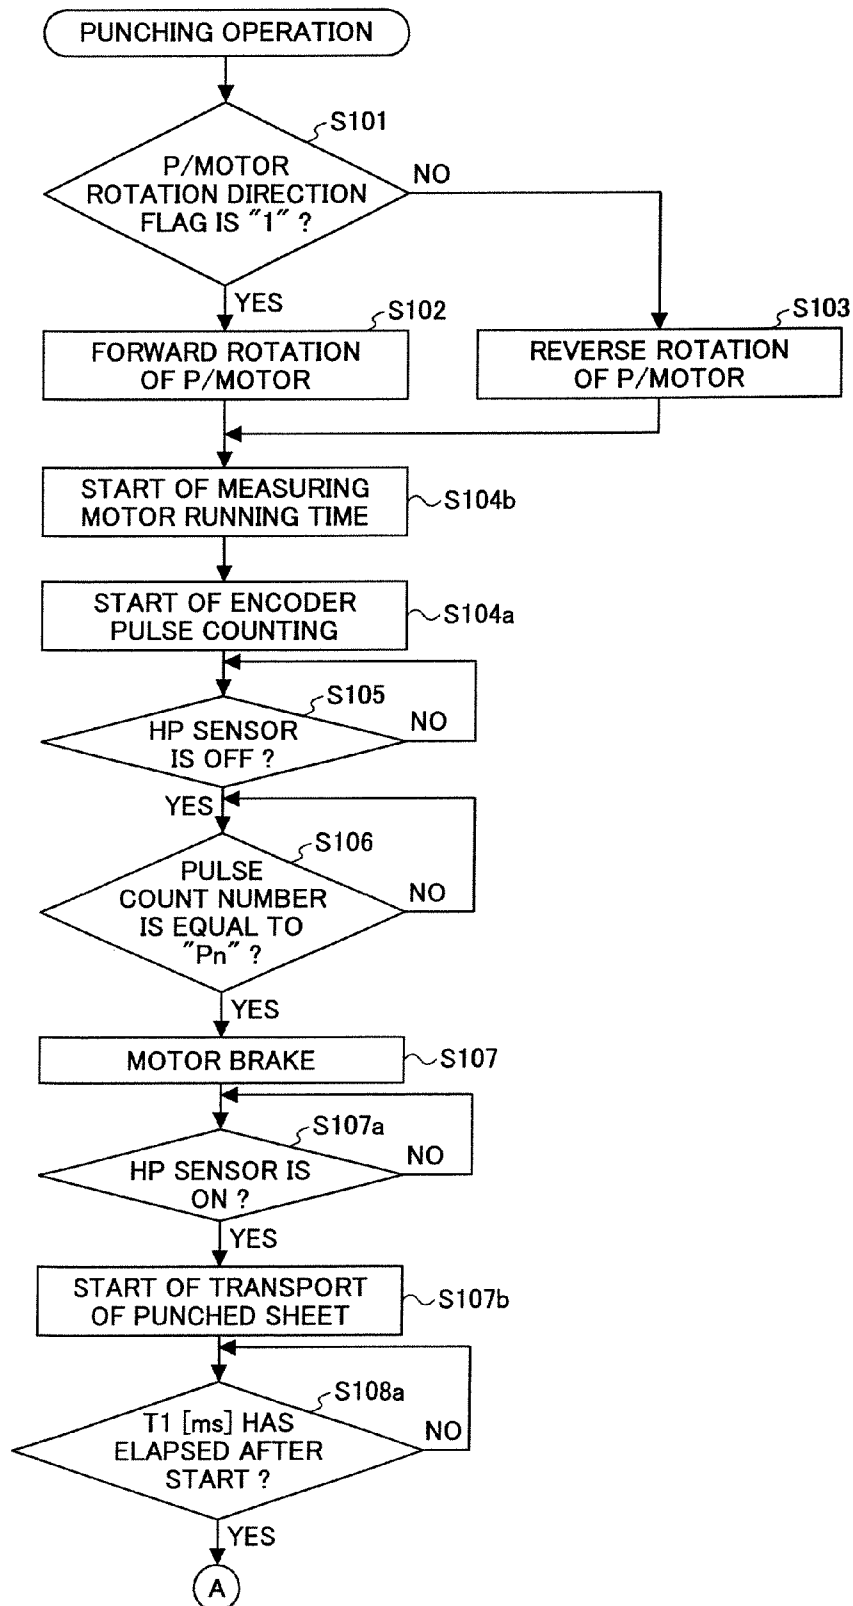 PUNCHING OPERATION
S101
P/MOTOR
ROTATION DIRECTION
FLAG IS "1" ?
NO
YES
S102
FORWARD ROTATION
OF P/MOTOR
S103
REVERSE ROTATION
OF P/MOTOR
START OF MEASURING
MOTOR RUNNING TIME
S104b
START OF ENCODER
PULSE COUNTING
S104a
S105
HP SENSOR
IS OFF ?
NO
YES
S106
PULSE
COUNT NUMBER
IS EQUAL TO
"Pn" ?
NO
YES
MOTOR BRAKE
S107
S107a
HP SENSOR IS
ON ?
NO
YES
START OF TRANSPORT
OF PUNCHED SHEET
S107b
S108a
T1 [ms] HAS
ELAPSED AFTER
START ?
NO
YES
A